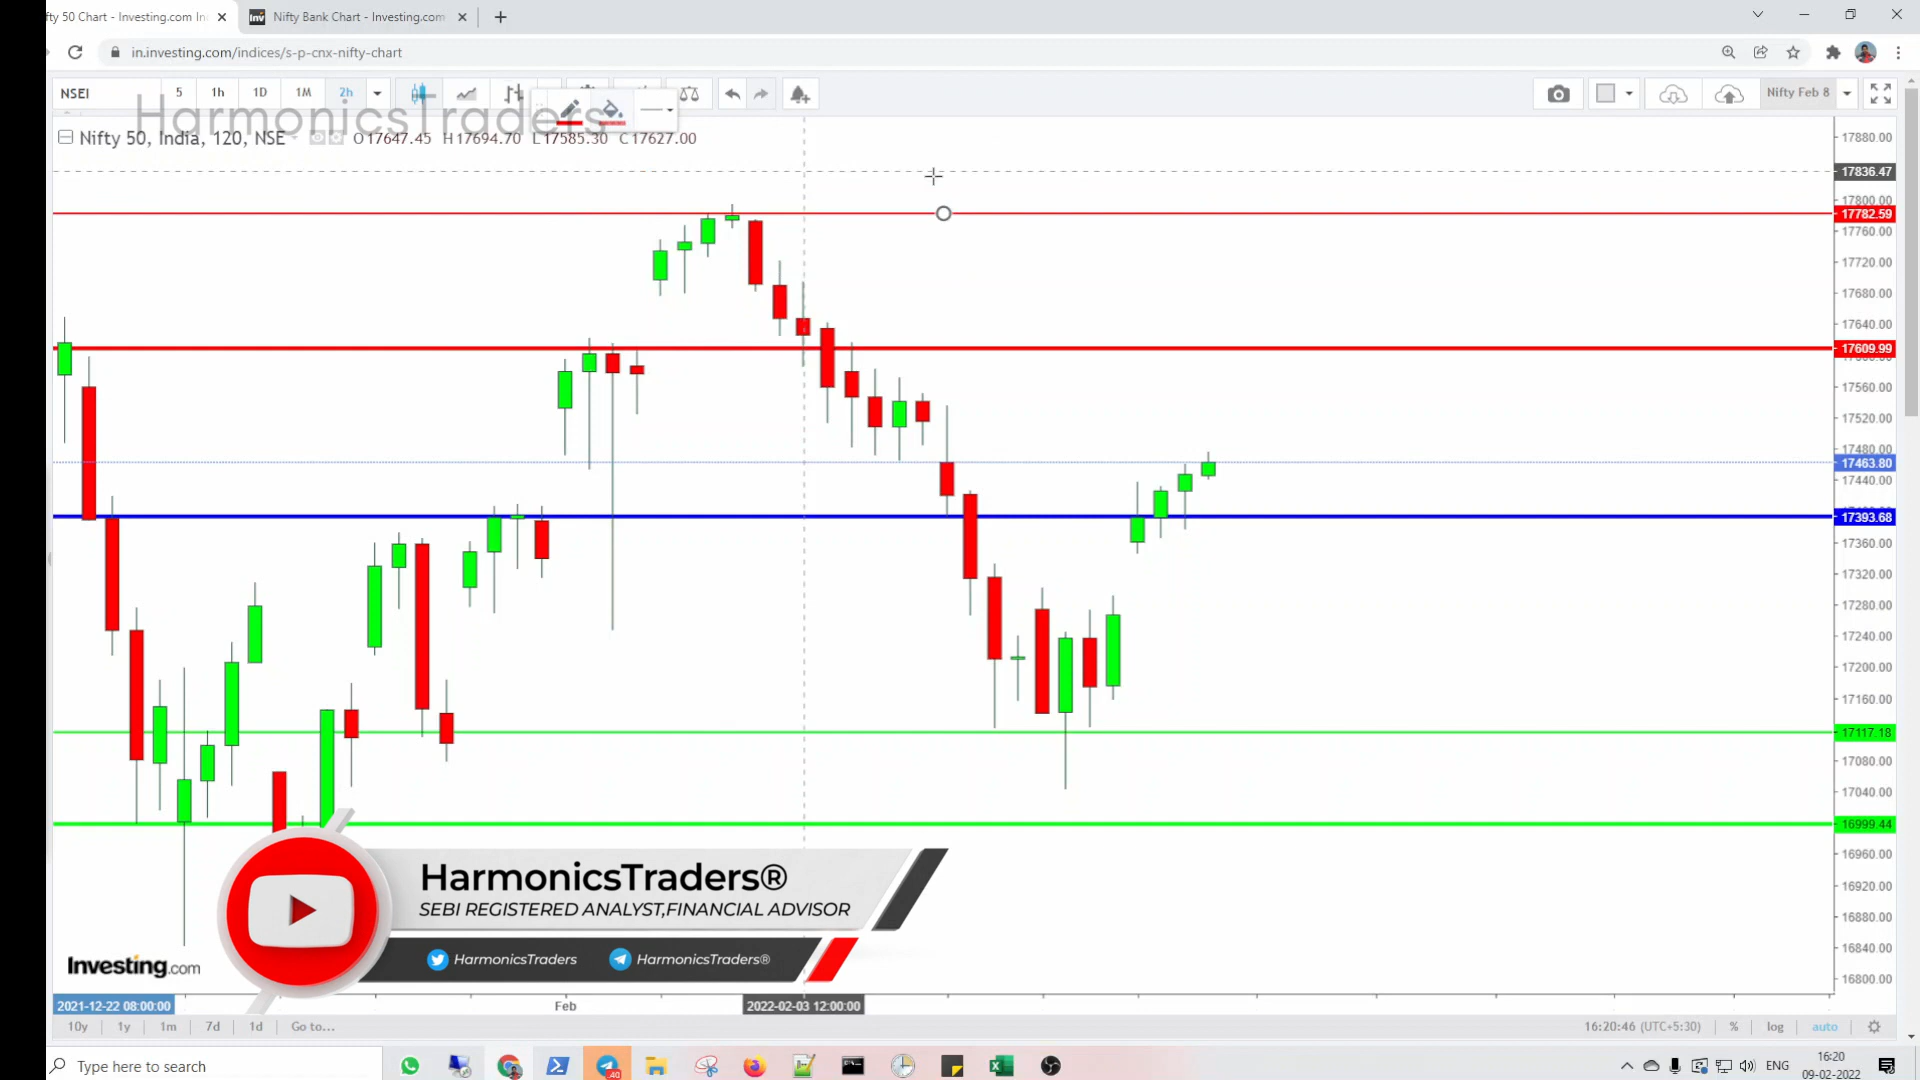 fty 50 Chart - Investing.com In
Nifty Bank Chart - Investing.com
in.investing.com/indices/s-p-cnx-nifty-chart
NSEI 5 1h 1D 1M 2h
Nifty Feb 8
HarmonicsTraders
Nifty 50, India, 120, NSE O17647.45 H17694.70 L17585.30 C17627.00
17880.00
17836.47
17800.00
17782.59
17760.00
17720.00
17680.00
17640.00
17609.99
17560.00
17520.00
17480.00
17463.80
17440.00
17393.68
17360.00
17320.00
17280.00
17240.00
17200.00
17160.00
17117.18
17080.00
17040.00
16999.44
16960.00
16920.00
16880.00
16840.00
16800.00
HarmonicsTraders®
SEBI REGISTERED ANALYST,FINANCIAL ADVISOR
HarmonicsTraders HarmonicsTraders®
Investing.com
2021-12-22 08:00:00 Feb 2022-02-03 12:00:00
10y 1y 1m 7d 1d Go to... 16:20:46 (UTC+5:30) % log auto
Type here to search
40
ENG
16:20
09-02-2022